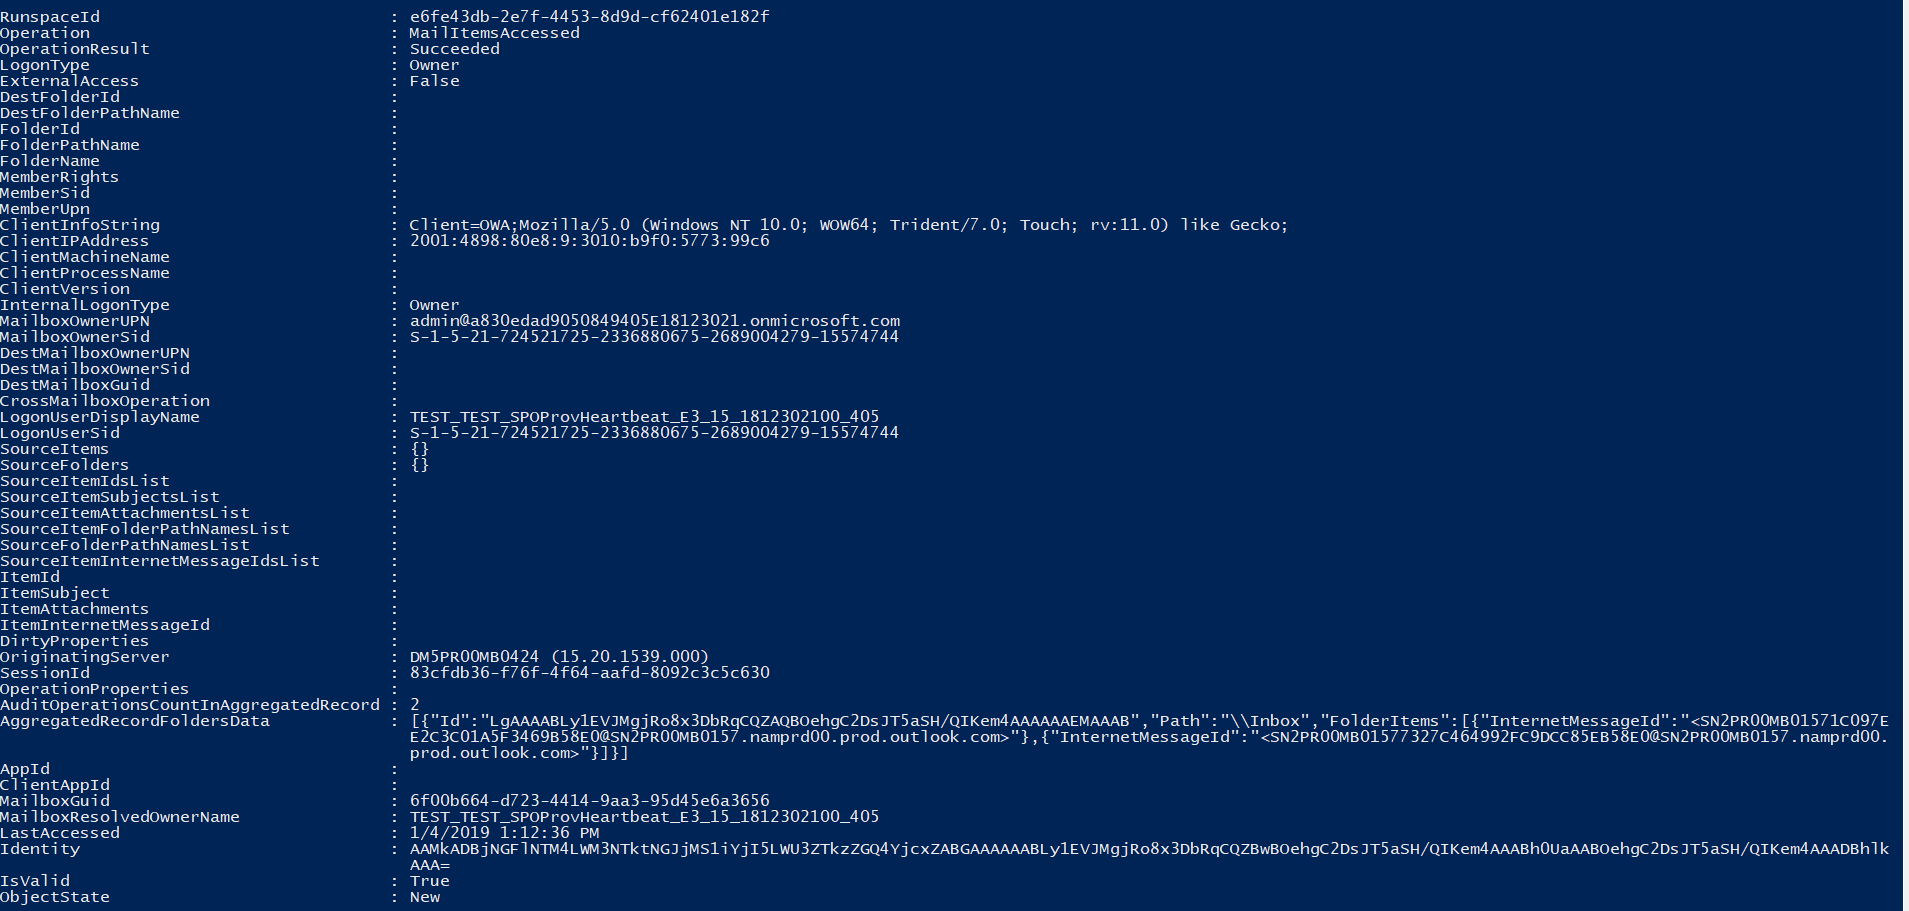 RunspaceId : e6fe43db-2e7f-4453-8d9d-cf62401e182f
Operation : MailItemsAccessed
OperationResult : Succeeded
LogonType : Owner
ExternalAccess : False
DestFolderId :
DestFolderPathName :
FolderId :
FolderPathName :
FolderName :
MemberRights :
MemberSid :
MemberUpn :
ClientInfoString : Client=OWA;Mozilla/5.0 (Windows NT 10.0; WOW64; Trident/7.0; Touch; rv:11.0) like Gecko;
ClientIPAddress : 2001:4898:80e8:9:3010:b9f0:5773:99c6
ClientMachineName :
ClientProcessName :
ClientVersion :
InternalLogonType : Owner
MailboxOwnerUPN : admin@a830edad9050849405E18123021.onmicrosoft.com
MailboxOwnerSid : S-1-5-21-724521725-2336880675-2689004279-15574744
DestMailboxOwnerUPN :
DestMailboxOwnerSid :
DestMailboxGuid :
CrossMailboxOperation :
LogonUserDisplayName : TEST_TEST_SPOProvHeartbeat_E3_15_1812302100_405
LogonUserSid : S-1-5-21-724521725-2336880675-2689004279-15574744
SourceItems : {}
SourceFolders : {}
SourceItemIdsList :
SourceItemSubjectsList :
SourceItemAttachmentsList :
SourceItemFolderPathNamesList :
SourceFolderPathNamesList :
SourceItemInternetMessageIdsList :
ItemId :
ItemSubject :
ItemAttachments :
ItemInternetMessageId :
DirtyProperties :
OriginatingServer : DM5PR00MB0424 (15.20.1539.000)
SessionId : 83cfdb36-f76f-4f64-aafd-8092c3c5c630
OperationProperties :
AuditOperationsCountInAggregatedRecord : 2
AggregatedRecordFoldersData : [{"Id":"LgAAAABLy1EVJMgjRo8x3DbRqCQZAQBOehgC2DsJT5aSH/QIKem4AAAAAAEMAAAB","Path":"\\Inbox","FolderItems":[{"InternetMessageId":"<SN2PR00MB01571C097E
E2C3C01A5F3469B58E0@SN2PR00MB0157.namprd00.prod.outlook.com>"},{"InternetMessageId":"<SN2PR00MB01577327C464992FC9DCC85EB58E0@SN2PR00MB0157.namprd00.
prod.outlook.com>"}]}]
AppId :
ClientAppId :
MailboxGuid : 6f00b664-d723-4414-9aa3-95d45e6a3656
MailboxResolvedOwnerName : TEST_TEST_SPOProvHeartbeat_E3_15_1812302100_405
LastAccessed : 1/4/2019 1:12:36 PM
Identity : AAMkADBjNGFlNTM4LWM3NTktNGJjMS1iYjI5LWU3ZTkzZGQ4YjcxZABGAAAAAABLy1EVJMgjRo8x3DbRqCQZBwBOehgC2DsJT5aSH/QIKem4AAABh0UaAABOehgC2DsJT5aSH/QIKem4AAADBhlk
AAA=
IsValid : True
ObjectState : New